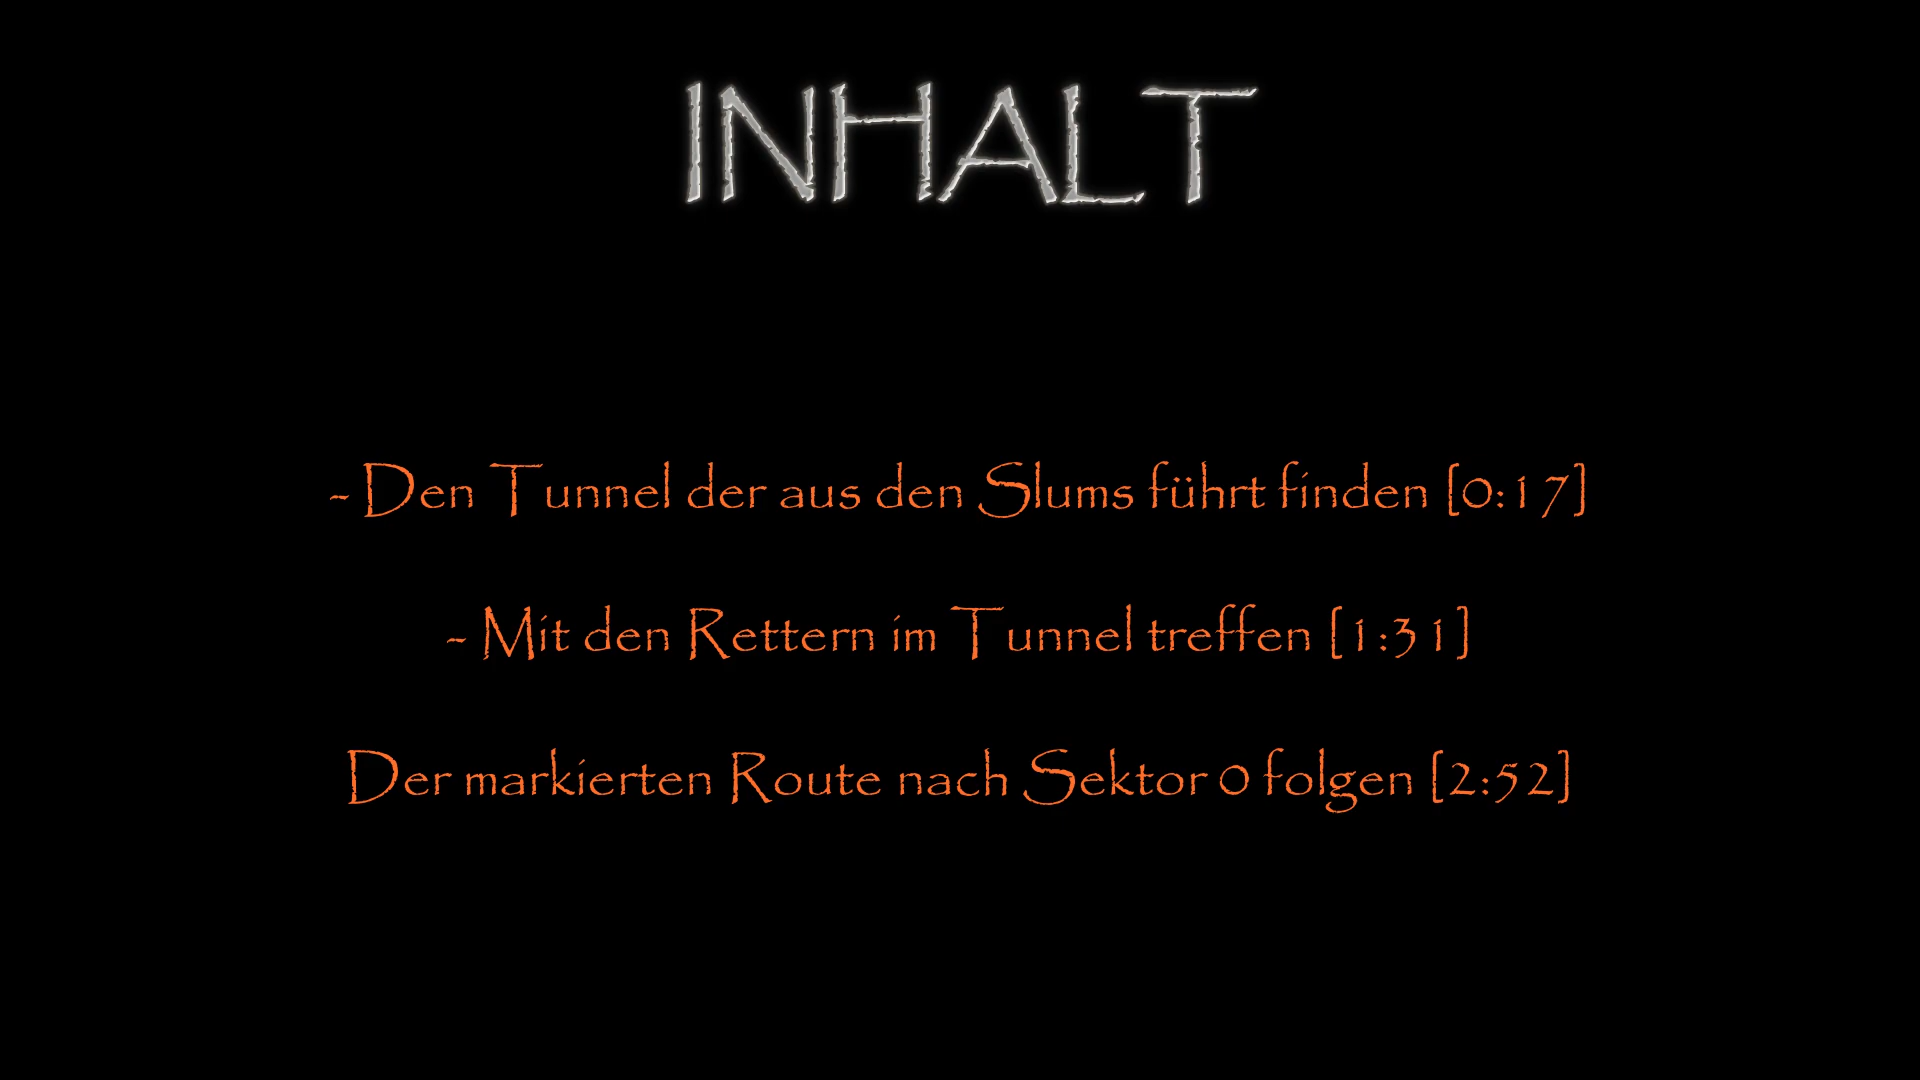 INHALT
- Den Tunnel der aus den Slums führt finden [0:17]
- Mit den Rettern im Tunnel treffen [1:31]
Der markierten Route nach Sektor 0 folgen [2:52]